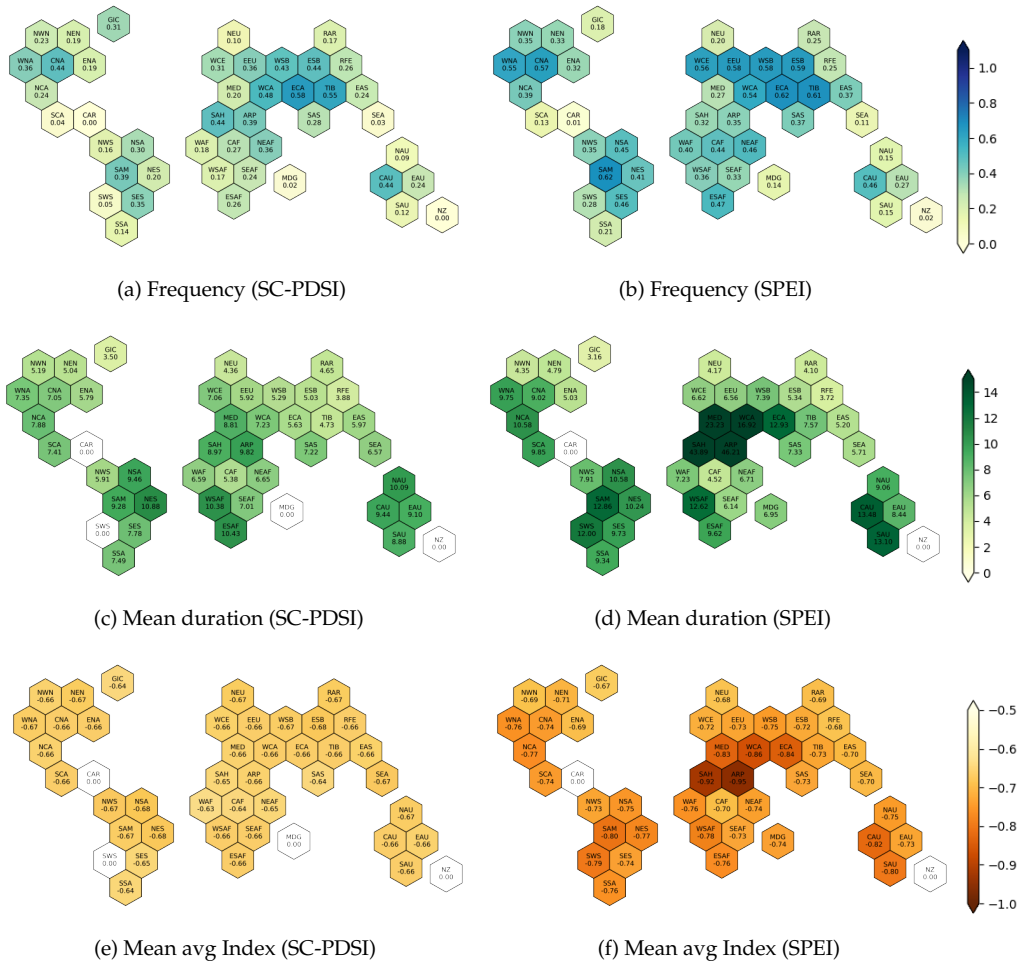 GIC
0.31
NWN NEN
0.23 0.19
WNA CNA ENA
0.36 0.44 0.19
NCA
0.24
SCA CAR
0.04 0.00
NWS NSA
0.16 0.30
SAM NES
0.39 0.20
SWS SES
0.05 0.35
SSA
0.14
NEU RAR
0.10 0.17
WCE EEU WSB ESB RFE
0.31 0.36 0.43 0.44 0.26
MED WCA ECA TIB EAS
0.20 0.48 0.58 0.55 0.24
SAH ARP SAS SEA
0.44 0.39 0.28 0.03
WAF CAF NEAF
0.18 0.27 0.36
WSAF SEAF MDG
0.17 0.24 0.02
ESAF
0.26
NAU
0.09
CAU EAU
0.44 0.24
SAU NZ
0.12 0.00
(a) Frequency (SC-PDSI)
GIC
0.18
NWN NEN
0.35 0.33
WNA CNA ENA
0.55 0.57 0.32
NCA
0.39
SCA CAR
0.13 0.01
NWS NSA
0.35 0.45
SAM NES
0.62 0.41
SWS SES
0.28 0.46
SSA
0.21
NEU RAR
0.20 0.25
WCE EEU WSB ESB RFE
0.56 0.58 0.58 0.59 0.25
MED WCA ECA TIB EAS
0.27 0.54 0.62 0.61 0.37
SAH ARP SAS SEA
0.32 0.35 0.37 0.11
WAF CAF NEAF
0.40 0.44 0.46
WSAF SEAF MDG
0.36 0.33 0.14
ESAF
0.47
NAU
0.15
CAU EAU
0.46 0.27
SAU NZ
0.15 0.02
1.0
0.8
0.6
0.4
0.2
0.0
(b) Frequency (SPEI)
GIC
3.50
NWN NEN
5.19 5.04
WNA CNA ENA
7.35 7.05 5.79
NCA
7.88
SCA CAR
7.41 0.00
NWS NSA
5.91 9.46
SAM NES
9.28 10.88
SWS SES
0.00 7.78
SSA
7.49
NEU RAR
4.36 4.65
WCE EEU WSB ESB RFE
7.06 5.92 5.96 5.03 3.88
MED WCA ECA TIB EAS
8.81 7.23 5.63 4.73 5.97
SAH ARP SAS SEA
8.97 9.82 7.22 6.57
WAF CAF NEAF
6.59 5.38 6.65
WSAF SEAF MDG
10.38 7.01 0.00
ESAF
10.43
NAU
10.09
CAU EAU
9.44 9.10
SAU NZ
8.88 0.00
(c) Mean duration (SC-PDSI)
GIC
3.16
NWN NEN
4.35 4.79
WNA CNA ENA
9.75 9.02 5.03
NCA
10.58
SCA CAR
9.85 0.00
NWS NSA
7.91 10.58
SAM NES
12.86 10.24
SWS SES
12.00 9.73
SSA
9.34
NEU RAR
4.17 4.10
WCE EEU WSB ESB RFE
6.62 6.56 7.39 5.34 3.72
MED WCA ECA TIB EAS
23.23 16.92 12.93 7.57 5.20
SAH ARP SAS SEA
46.21 7.33 5.71
WAF CAF NEAF
7.23 4.52 6.71
WSAF SEAF MDG
12.62 6.14 6.95
ESAF
9.62
NAU
9.06
CAU EAU
13.48 8.44
SAU NZ
13.10 0.00
14
12
10
8
6
4
2
0
(d) Mean duration (SPEI)
GIC
-0.64
NWN NEN
-0.66 -0.67
WNA CNA ENA
-0.67 -0.66 -0.66
NCA
-0.66
SCA CAR
-0.66 0.00
NWS NSA
-0.67 -0.68
SAM NES
-0.67 -0.68
SWS SES
0.00 -0.65
SSA
-0.64
NEU RAR
-0.67 -0.67
WCE EEU WSB ESB RFE
-0.66 -0.66 -0.67 -0.66 -0.66
MED WCA ECA TIB EAS
-0.66 -0.66 -0.66 -0.66 -0.66
SAH ARP SAS SEA
-0.65 -0.66 -0.64 -0.67
WAF CAF NEAF
-0.63 -0.64 -0.65
WSAF SEAF MDG
-0.66 -0.66 0.00
ESAF
-0.66
NAU
-0.67
CAU EAU
-0.66 -0.66
SAU NZ
-0.66 0.00
(e) Mean avg Index (SC-PDSI)
GIC
-0.67
NWN NEN
-0.69 -0.71
WNA CNA ENA
-0.76 -0.74 -0.69
NCA
-0.77
SCA CAR
-0.74 0.00
NWS NSA
-0.73 -0.75
SAM NES
-0.80 -0.77
SWS SES
-0.79 -0.74
SSA
-0.76
NEU RAR
-0.68 -0.69
WCE EEU WSB ESB RFE
-0.72 -0.73 -0.75 -0.72 -0.68
MED WCA ECA TIB EAS
-0.83 -0.86 -0.84 -0.73 -0.70
SAH ARP SAS SEA
-0.92 -0.95 -0.73 -0.70
WAF CAF NEAF
-0.76 -0.70 -0.74
WSAF SEAF MDG
-0.78 -0.73 -0.74
ESAF
-0.76
NAU
-0.75
CAU EAU
-0.82 -0.73
SAU NZ
-0.80 0.00
−0.5
−0.6
−0.7
−0.8
−0.9
−1.0
(f) Mean avg Index (SPEI)